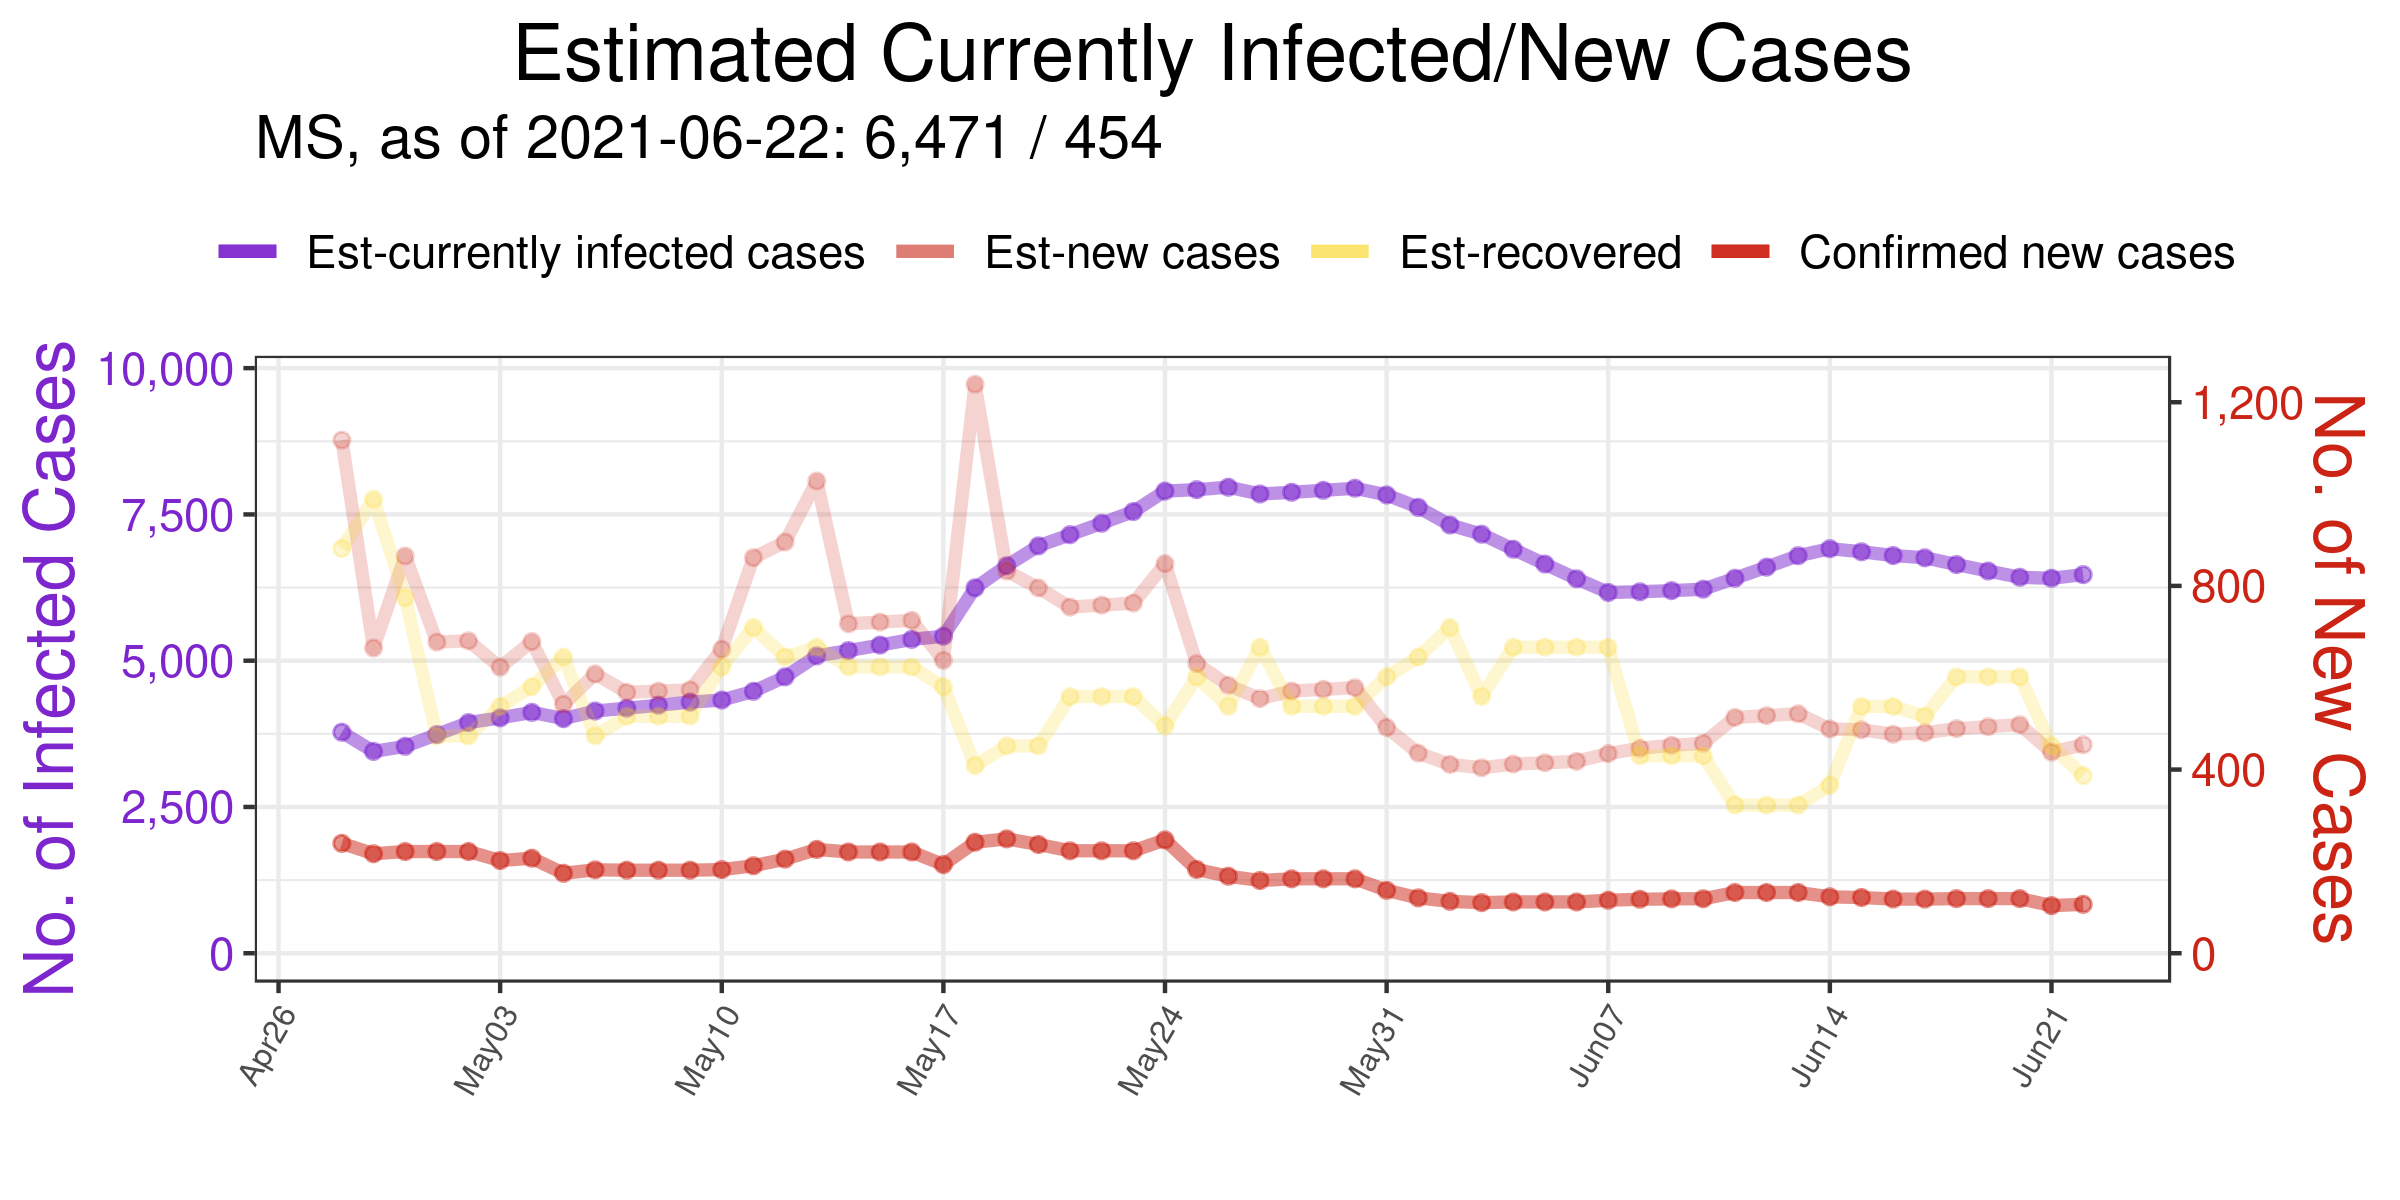 Estimated Currently Infected/New Cases
MS, as of 2021-06-22: 6,471 / 454
Est-currently infected cases Est-new cases Est-recovered Confirmed new cases
No. of Infected Cases
10,000
7,500
5,000
2,500
0
1,200
800
400
0
No. of New Cases
Apr26 May03 May10 May17 May24 May31 Jun07 Jun14 Jun21